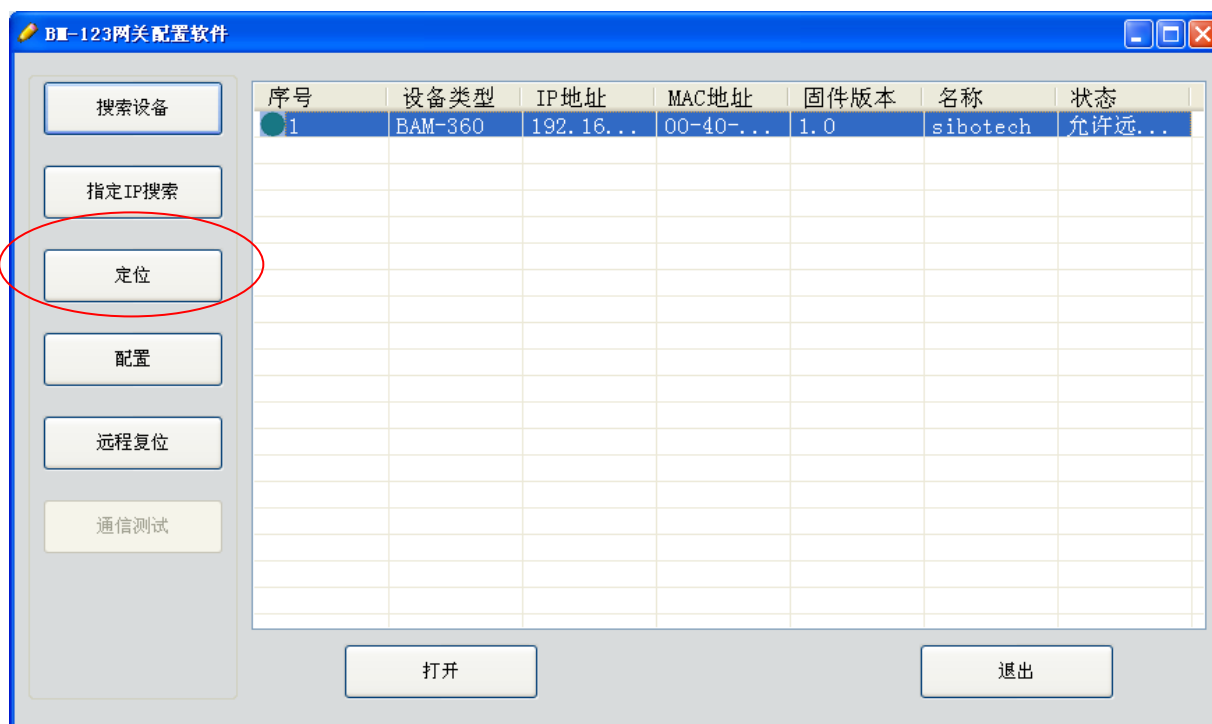 BM-123网关配置软件
搜索设备
指定IP搜索
定位
配置
远程复位
通信测试
序号 设备类型 IP地址 MAC地址 固件版本 名称 状态
1 BAM-360 192.16... 00-40-... 1.0 sibotech 允许远...
打开
退出